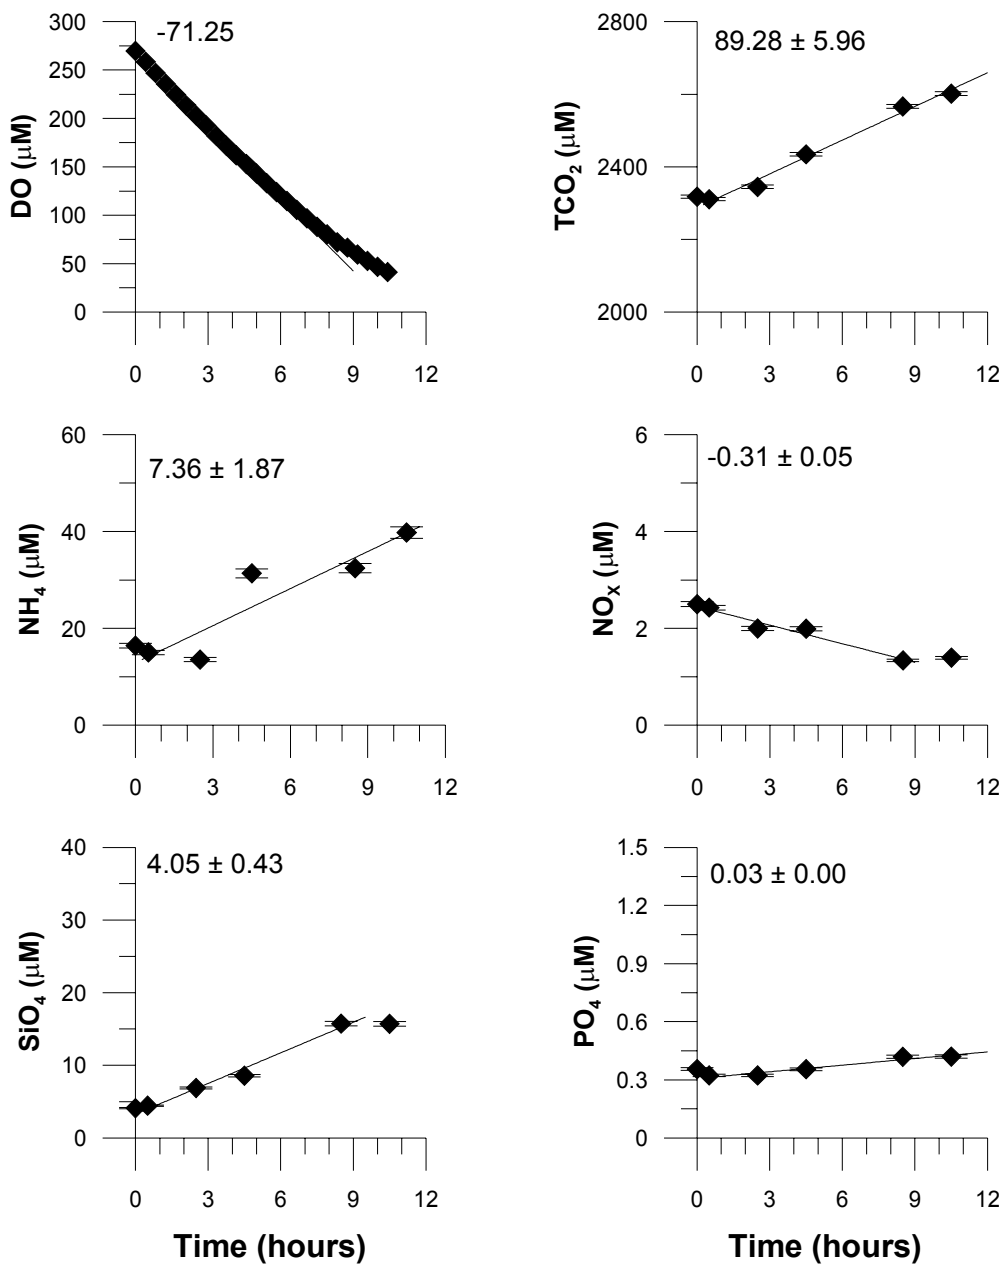 -71.25
DO (μM)
300
250
200
150
100
50
0
0 3 6 9 12
89.28 ± 5.96
TCO₂ (μM)
2800
2400
2000
0 3 6 9 12
7.36 ± 1.87
NH₄ (μM)
60
40
20
0
0 3 6 9 12
-0.31 ± 0.05
NOₓ (μM)
6
4
2
0
0 3 6 9 12
4.05 ± 0.43
SiO₄ (μM)
40
30
20
10
0
0 3 6 9 12
Time (hours)
0.03 ± 0.00
PO₄ (μM)
1.5
1.2
0.9
0.6
0.3
0
0 3 6 9 12
Time (hours)